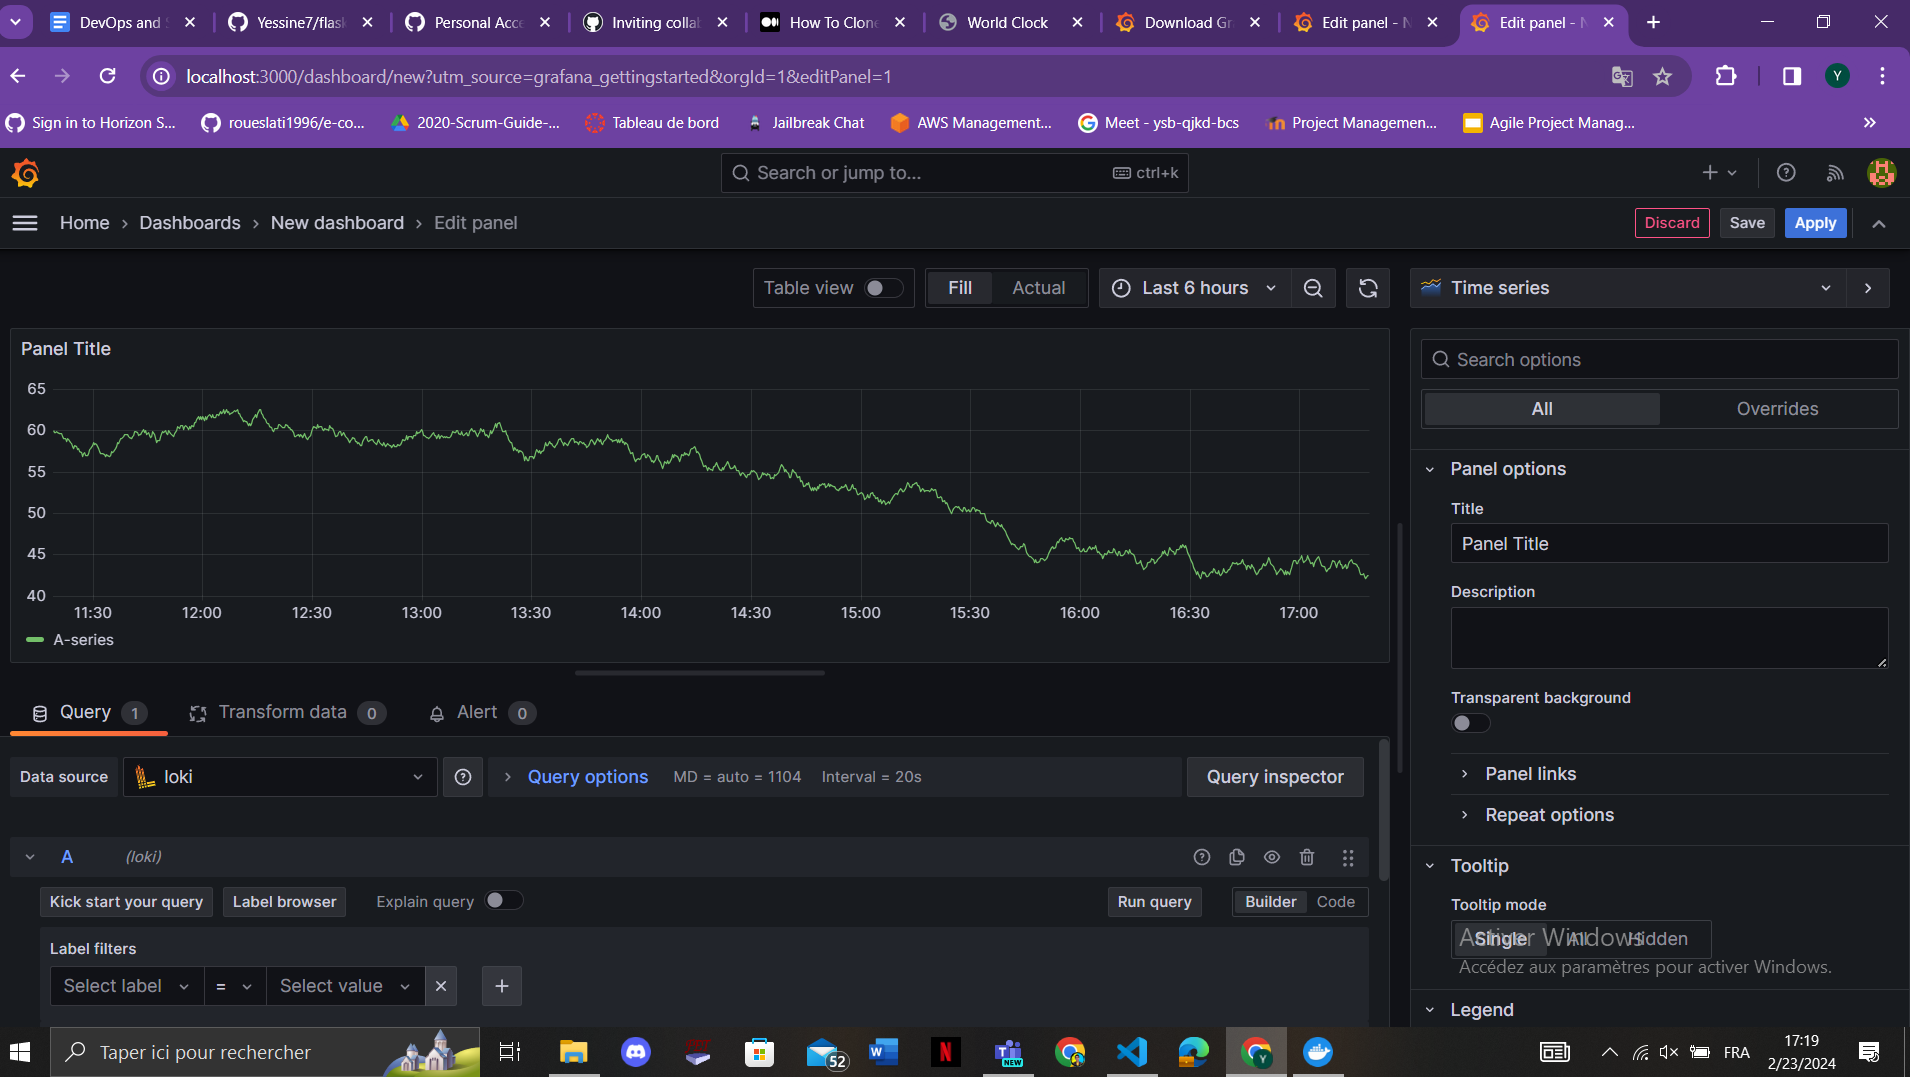 DevOps and
Yessine7/flask
Personal Acce
Inviting collab
How To Clone
World Clock
Download Gr
Edit panel - N
Edit panel - N
localhost:3000/dashboard/new?utm_source=grafana_gettingstarted&orgId=1&editPanel=1
Y
Sign in to Horizon S...
roueslati1996/e-co...
2020-Scrum-Guide-...
Tableau de bord
Jailbreak Chat
AWS Management...
Meet - ysb-qjkd-bcs
Project Managemen...
Agile Project Manag...
Search or jump to...
ctrl+k
Home
Dashboards
New dashboard
Edit panel
Discard
Save
Apply
Table view
Fill
Actual
Last 6 hours
Time series
Panel Title
65
60
55
50
45
40
11:30
12:00
12:30
13:00
13:30
14:00
14:30
15:00
15:30
16:00
16:30
17:00
A-series
Search options
All
Overrides
Panel options
Title
Panel Title
Description
Transparent background
Panel links
Repeat options
Tooltip
Tooltip mode
Single
All
Hidden
Activer Windows
Accédez aux paramètres pour activer Windows.
Legend
Query
1
Transform data
0
Alert
0
Data source
loki
Query options
MD = auto = 1104
Interval = 20s
Query inspector
A
(loki)
Kick start your query
Label browser
Explain query
Run query
Builder
Code
Label filters
Select label
=
Select value
Taper ici pour rechercher
52
NEW
Y
FRA
17:19
2/23/2024